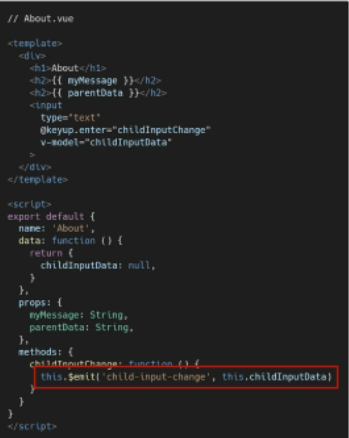 // About.vue
<template>
<div>
<h1>About</h1>
<h2>{{ myMessage }}</h2>
<h2>{{ parentData }}</h2>
<input
type="text"
@keyup.enter="childInputChange"
v-model="childInputData"
>
</div>
</template>
<script>
export default {
name: 'About',
data: function () {
return {
childInputData: null,
}
},
props: {
myMessage: String,
parentData: String,
},
methods: {
childInputChange: function () {
this.$emit('child-input-change', this.childInputData)
}
}
}
</script>